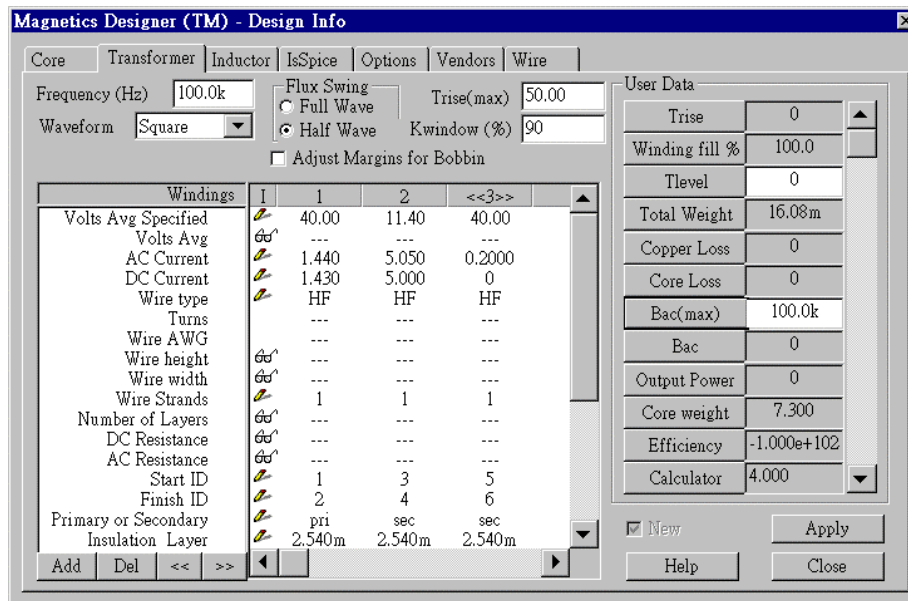 Magnetics Designer (TM) - Design Info
Core Transformer Inductor IsSpice Options Vendors Wire
Frequency (Hz) 100.0k
Waveform Square
Flux Swing
Full Wave
Half Wave
Trise(max) 50.00
Kwindow (%) 90
Adjust Margins for Bobbin
Windings I 1 2 <<3>>
Volts Avg Specified 40.00 11.40 40.00
Volts Avg --- --- ---
AC Current 1.440 5.050 0.2000
DC Current 1.430 5.000 0
Wire type HF HF HF
Turns --- --- ---
Wire AWG --- --- ---
Wire height --- --- ---
Wire width --- --- ---
Wire Strands 1 1 1
Number of Layers --- --- ---
DC Resistance --- --- ---
AC Resistance --- --- ---
Start ID 1 3 5
Finish ID 2 4 6
Primary or Secondary pri sec sec
Insulation Layer 2.540m 2.540m 2.540m
Add Del << >>
User Data
Trise 0
Winding fill % 100.0
Tlevel 0
Total Weight 16.08m
Copper Loss 0
Core Loss 0
Bac(max) 100.0k
Bac 0
Output Power 0
Core weight 7.300
Efficiency -1.000e+102
Calculator 4.000
New Apply
Help Close